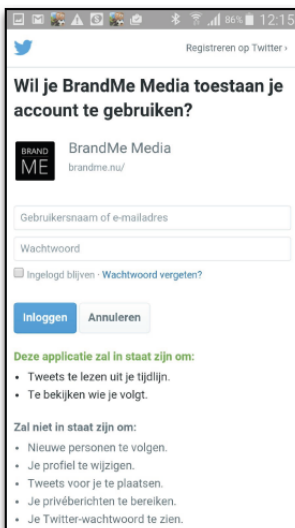 86% 12:15
Registreren op Twitter ›
Wil je BrandMe Media toestaan je
account te gebruiken?
BRAND
ME
BrandMe Media
brandme.nu/
Gebruikersnaam of e-mailadres
Wachtwoord
Ingelogd blijven · Wachtwoord vergeten?
Inloggen Annuleren
Deze applicatie zal in staat zijn om:
• Tweets te lezen uit je tijdlijn.
• Te bekijken wie je volgt.
Zal niet in staat zijn om:
• Nieuwe personen te volgen.
• Je profiel te wijzigen.
• Tweets voor je te plaatsen.
• Je privéberichten te bereiken.
• Je Twitter-wachtwoord te zien.